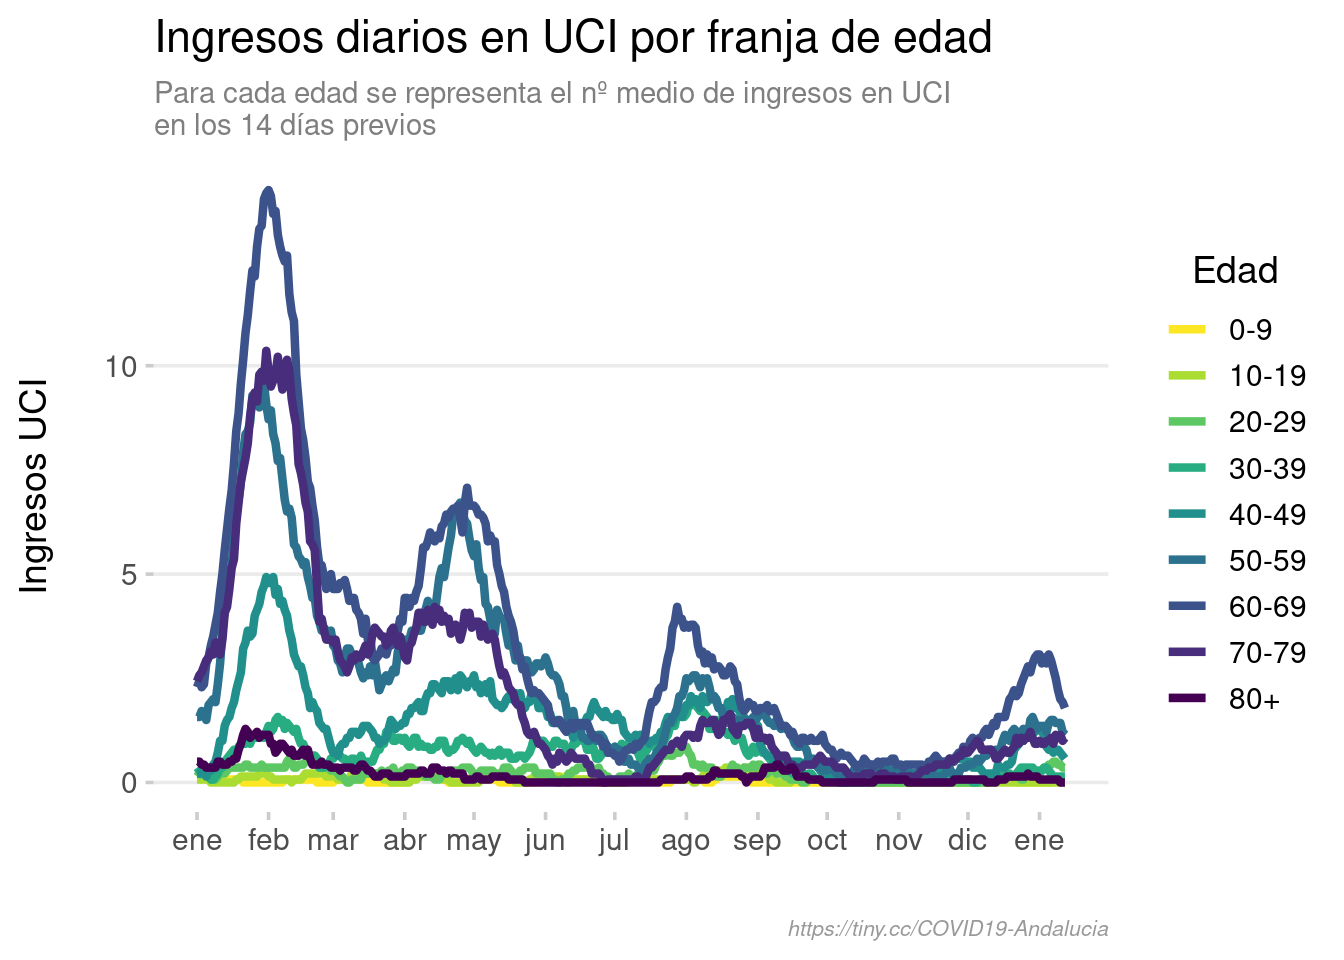 Ingresos diarios en UCI por franja de edad
Para cada edad se representa el nº medio de ingresos en UCI
en los 14 días previos
Ingresos UCI
10
5
0
ene feb mar abr may jun jul ago sep oct nov dic ene
Edad
0-9
10-19
20-29
30-39
40-49
50-59
60-69
70-79
80+
https://tiny.cc/COVID19-Andalucia